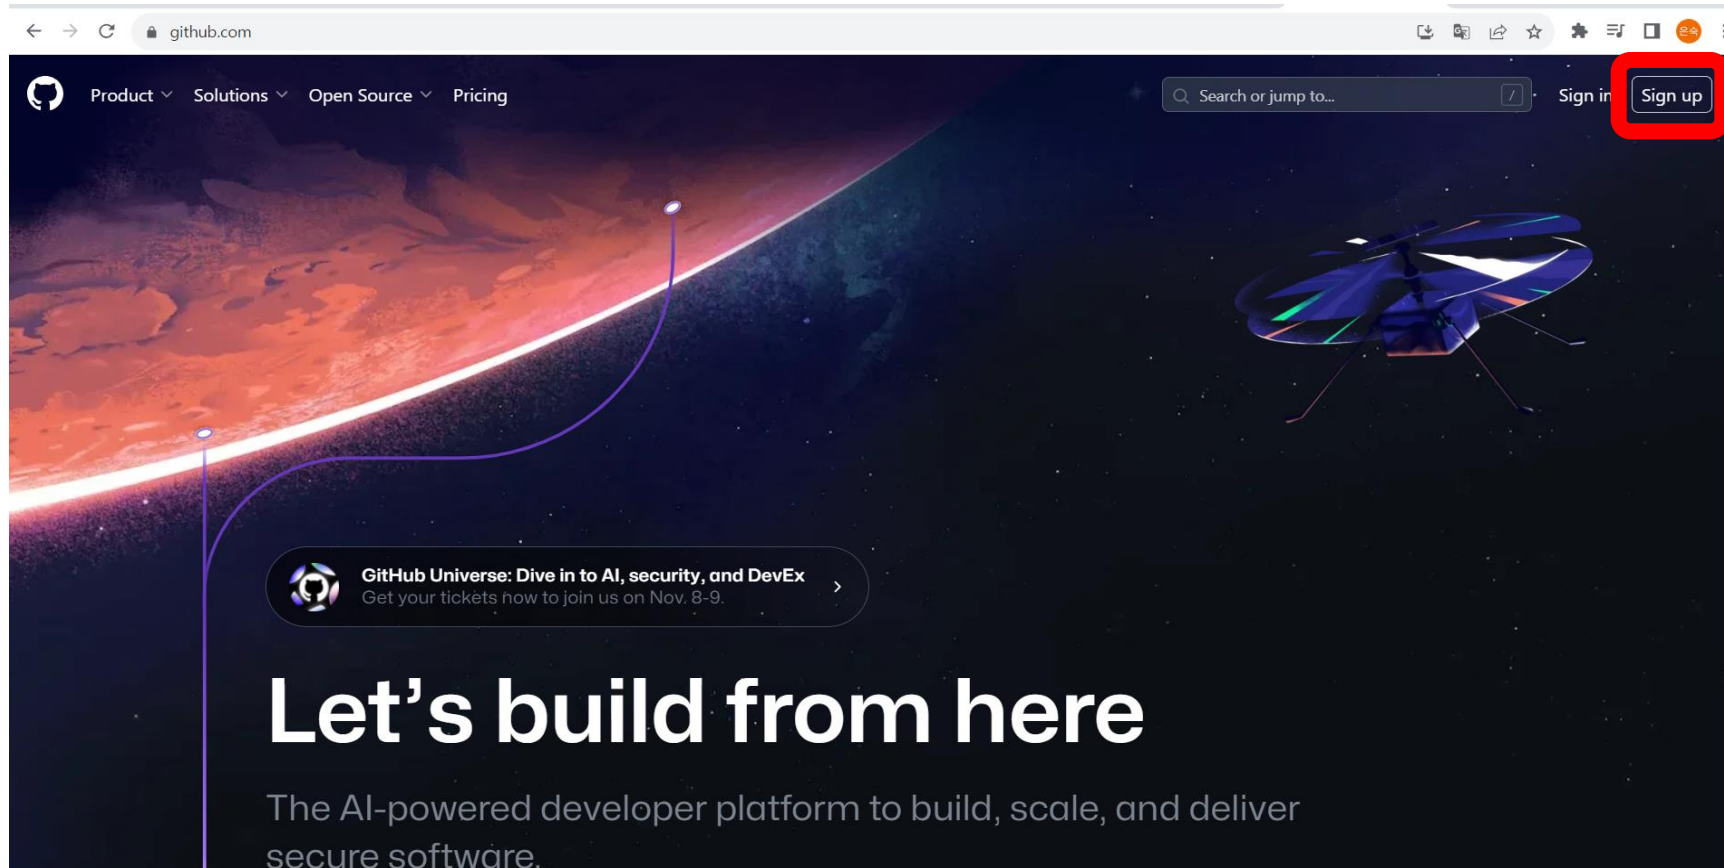 github.com
은숙
Product
Solutions
Open Source
Pricing
Search or jump to...
/
Sign in
Sign up
GitHub Universe: Dive in to AI, security, and DevEx
Get your tickets now to join us on Nov. 8-9.
Let's build from here
The AI-powered developer platform to build, scale, and deliver
secure software.